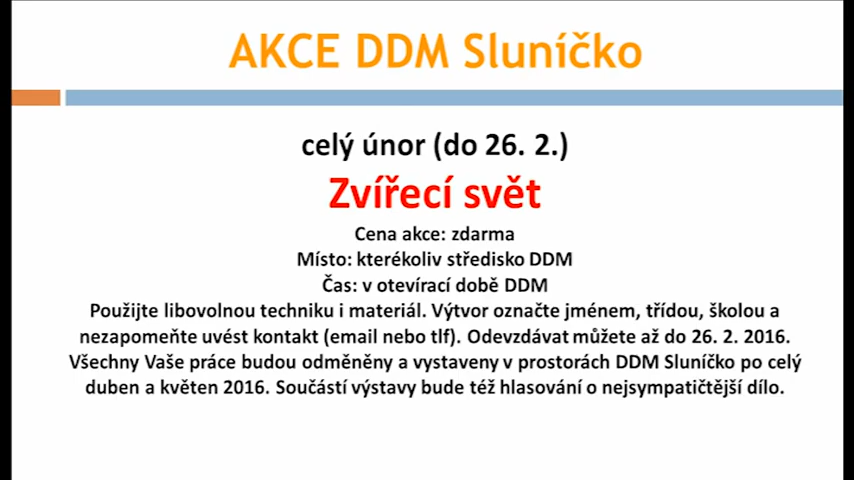 AKCE DDM Sluníčko
celý únor (do 26. 2.)
Zvířecí svět
Cena akce: zdarma
Místo: kterékoliv středisko DDM
Čas: v otevírací době DDM
Použijte libovolnou techniku i materiál. Výtvor označte jménem, třídou, školou a
nezapomeňte uvést kontakt (email nebo tlf). Odevzdávat můžete až do 26. 2. 2016.
Všechny Vaše práce budou odměněny a vystaveny v prostorách DDM Sluníčko po celý
duben a květen 2016. Součástí výstavy bude též hlasování o nejsympatičtější dílo.